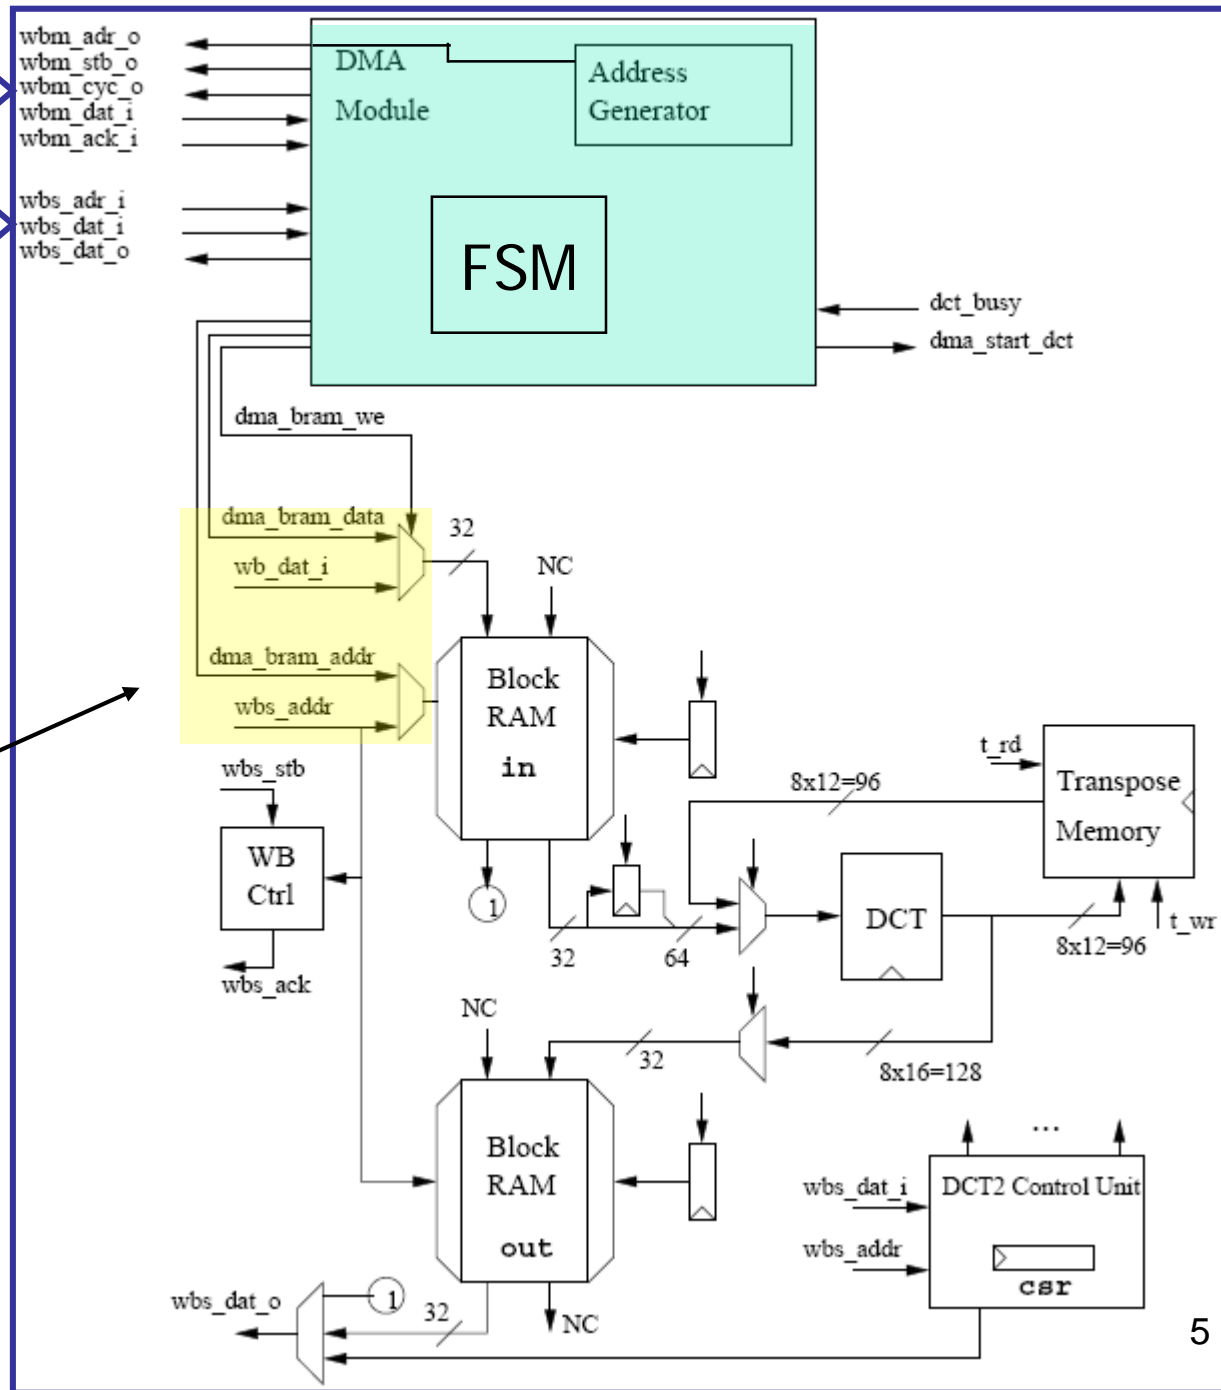 wbm_adr_o
wbm_stb_o
wbm_cyc_o
wbm_dat_i
wbm_ack_i
wbs_adr_i
wbs_dat_i
wbs_dat_o
DMA
Module
Address
Generator
FSM
dct_busy
dma_start_dct
dma_bram_we
dma_bram_data
32
wb_dat_i
NC
dma_bram_addr
wbs_addr
Block
RAM
in
wbs_stb
WB
Ctrl
wbs_ack
1
32
64
8x12=96
t_rd
Transpose
Memory
DCT
8x12=96
t_wr
NC
32
8x16=128
Block
RAM
out
...
wbs_dat_i
DCT2 Control Unit
wbs_addr
csr
wbs_dat_o
1
32
NC
5